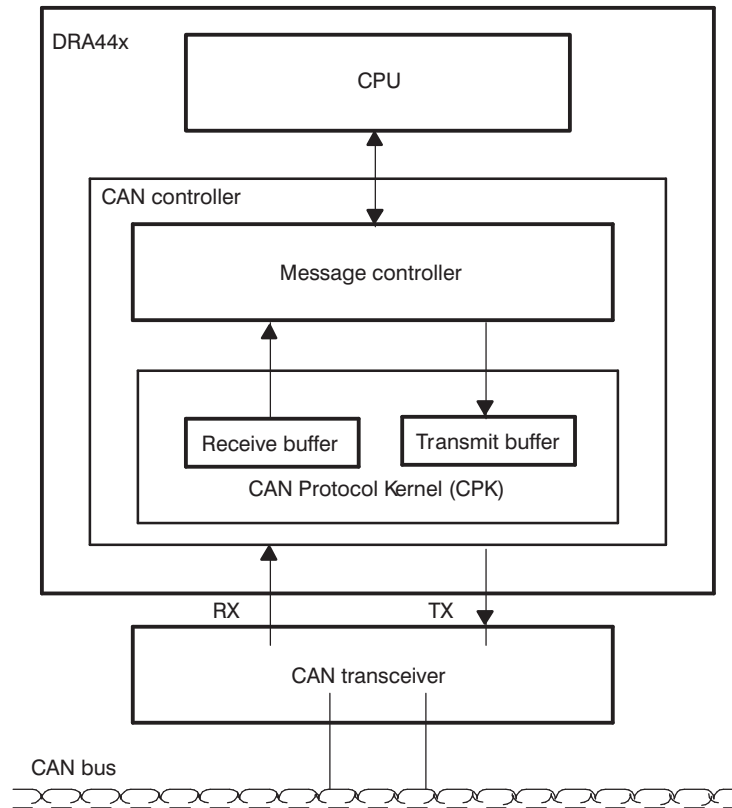 DRA44x
CPU
CAN controller
Message controller
Receive buffer
Transmit buffer
CAN Protocol Kernel (CPK)
RX
TX
CAN transceiver
CAN bus